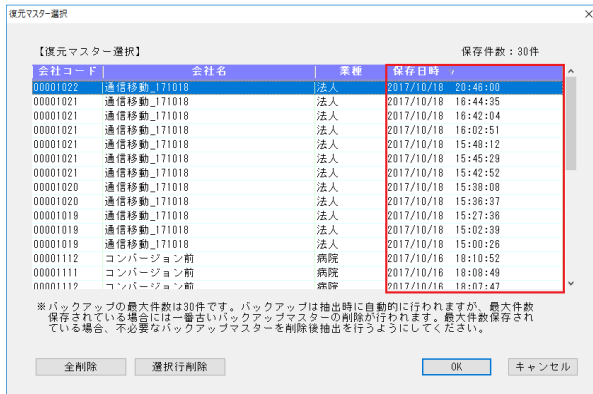 復元マスター選択
【復元マスター選択】 保存件数：30件
会社コード 会社名 業種 保存日時 /
00001022 通信移動_171018 法人 2017/10/18 20:46:00
00001021 通信移動_171018 法人 2017/10/18 16:44:35
00001021 通信移動_171018 法人 2017/10/18 16:42:04
00001021 通信移動_171018 法人 2017/10/18 16:02:51
00001021 通信移動_171018 法人 2017/10/18 15:48:12
00001021 通信移動_171018 法人 2017/10/18 15:45:29
00001021 通信移動_171018 法人 2017/10/18 15:42:52
00001020 通信移動_171018 法人 2017/10/18 15:38:08
00001020 通信移動_171018 法人 2017/10/18 15:36:37
00001019 通信移動_171018 法人 2017/10/18 15:27:36
00001019 通信移動_171018 法人 2017/10/18 15:02:39
00001019 通信移動_171018 法人 2017/10/18 15:00:26
00001112 コンバージョン前 病院 2017/10/16 18:10:52
00001111 コンバージョン前 病院 2017/10/16 18:08:49
00001112 コンバージョン前 病院 2017/10/16 18:07:47
※バックアップの最大件数は30件です。バックアップは抽出時に自動的に行われますが、最大件数
保存されている場合には一番古いバックアップマスターの削除が行われます。最大件数保存され
ている場合、不必要なバックアップマスターを削除後抽出を行うようにしてください。
全削除 選択行削除 OK キャンセル